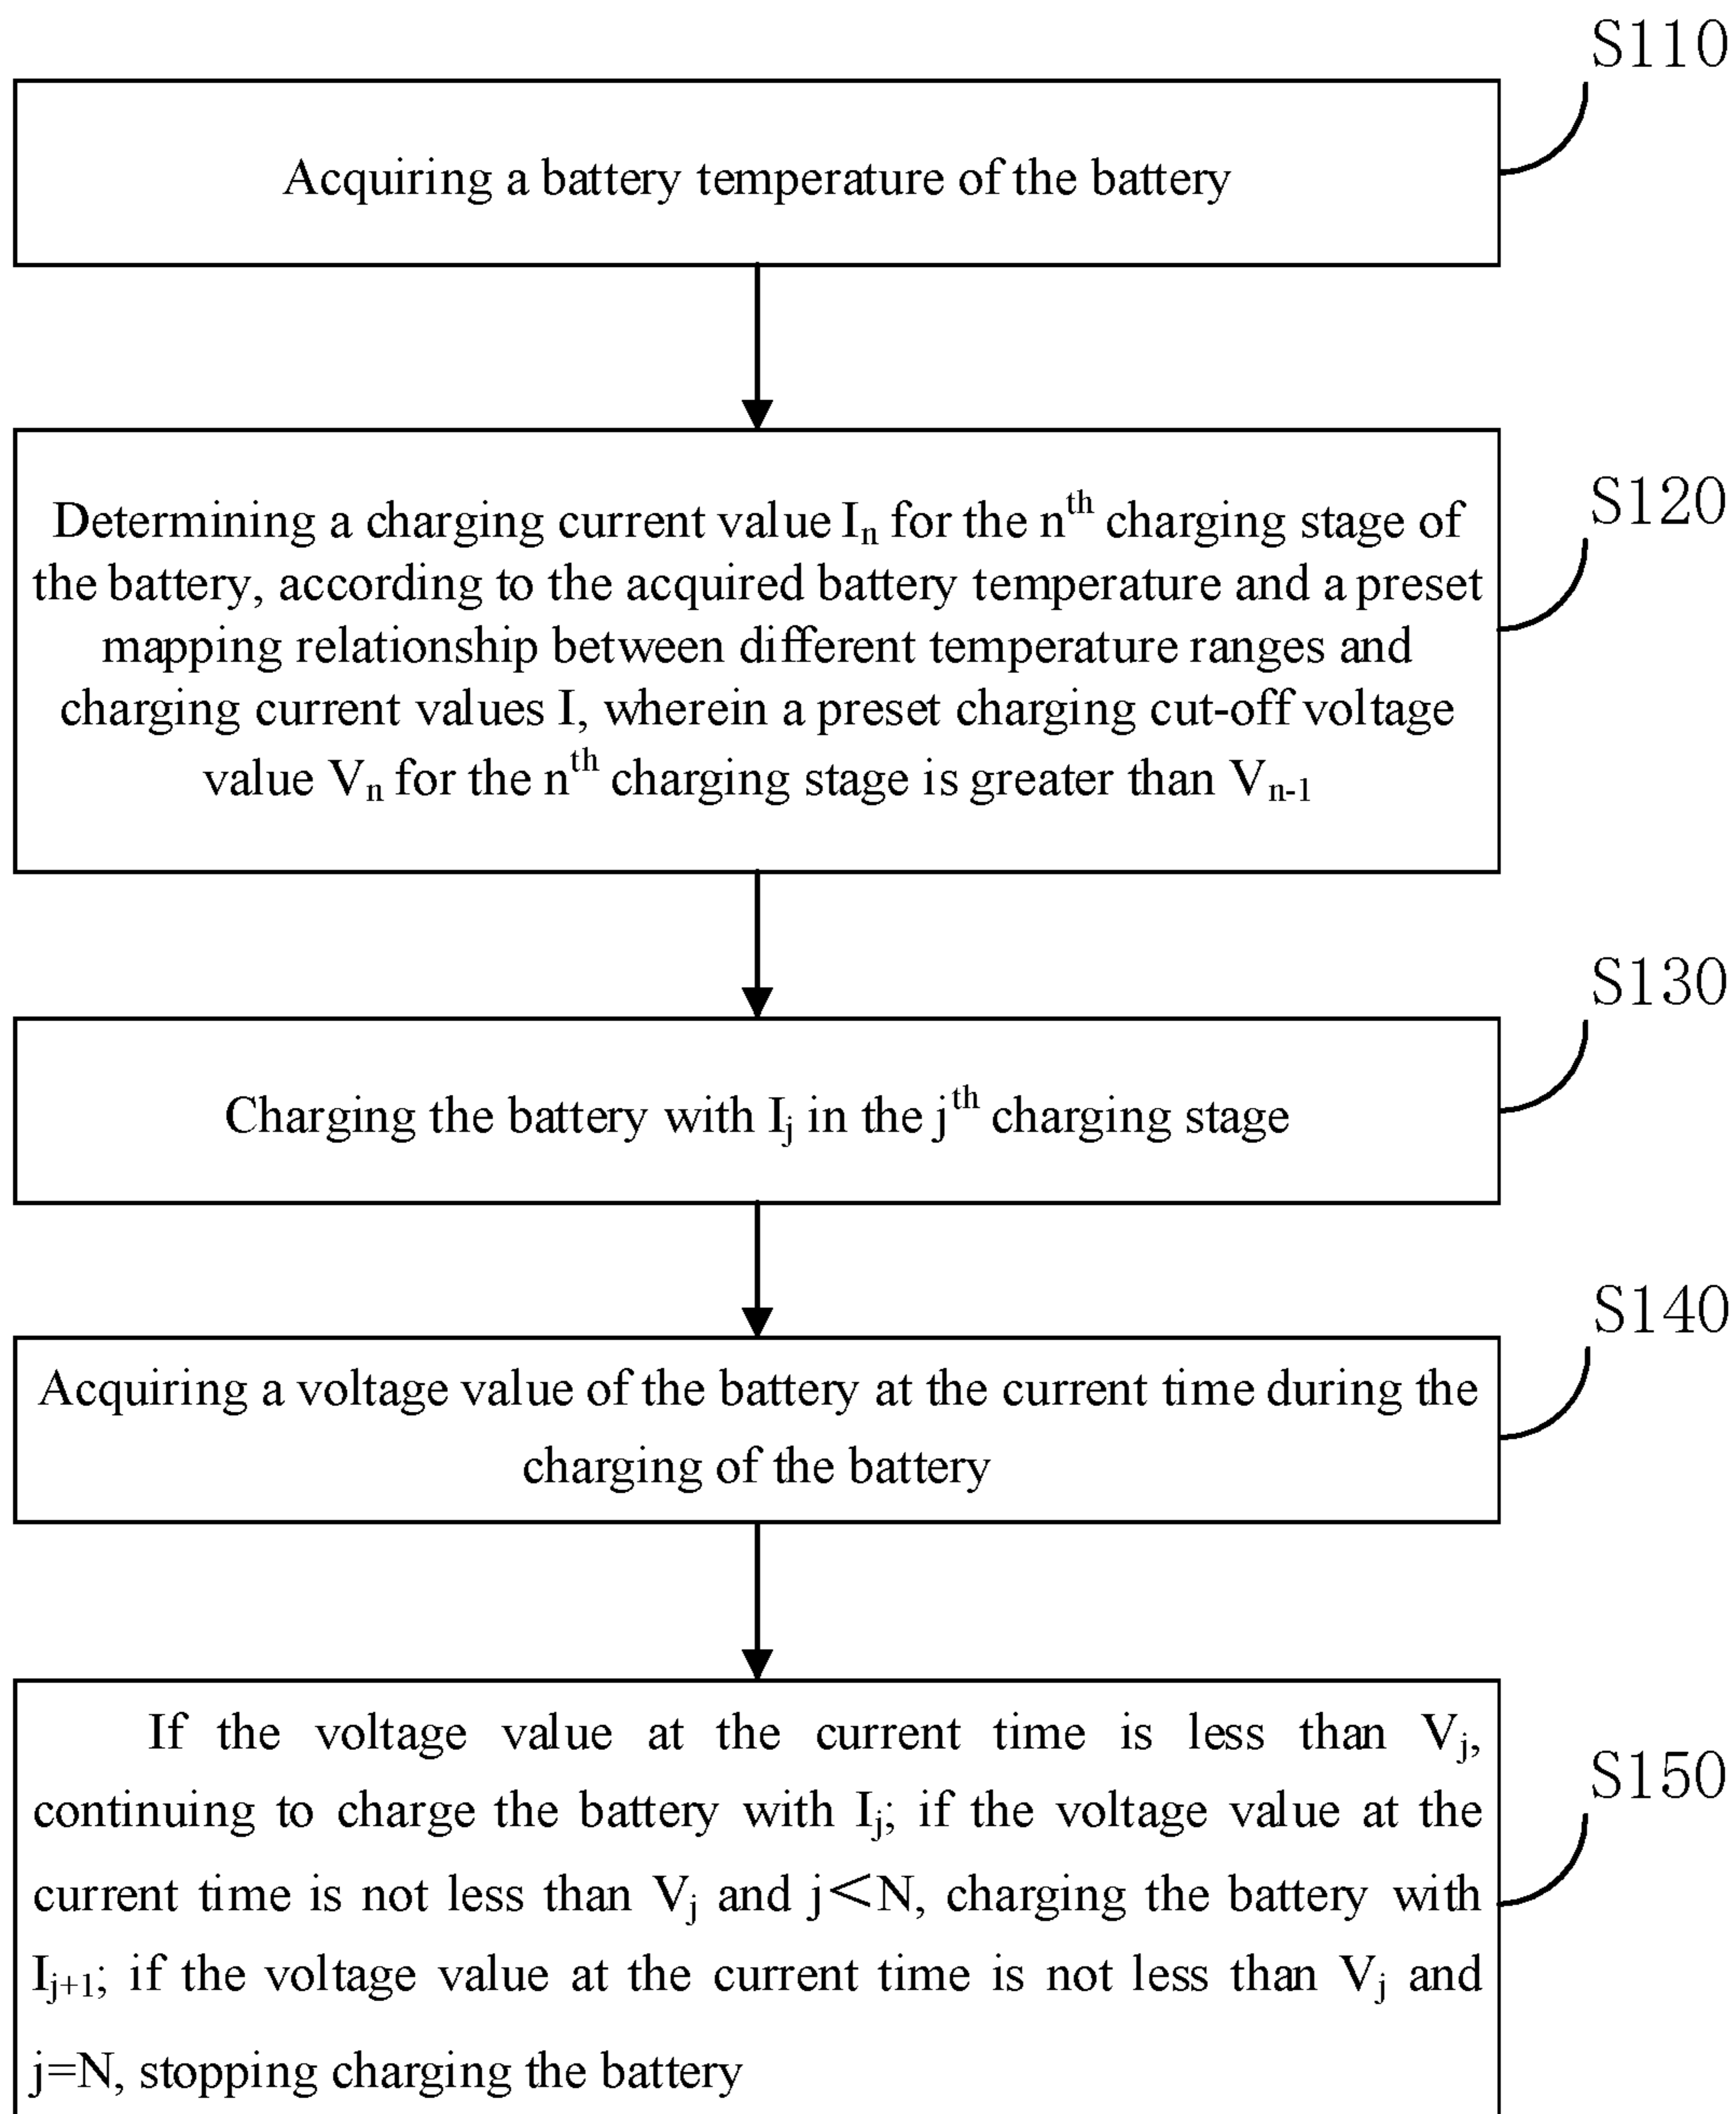 S110
Acquiring a battery temperature of the battery
S120
Determining a charging current value Iₙ for the nᵗʰ charging stage of
the battery, according to the acquired battery temperature and a preset
mapping relationship between different temperature ranges and
charging current values I, wherein a preset charging cut-off voltage
value Vₙ for the nᵗʰ charging stage is greater than Vₙ₋₁
S130
Charging the battery with Iⱼ in the jᵗʰ charging stage
S140
Acquiring a voltage value of the battery at the current time during the
charging of the battery
S150
If the voltage value at the current time is less than Vⱼ,
continuing to charge the battery with Iⱼ; if the voltage value at the
current time is not less than Vⱼ and j<N, charging the battery with
Iⱼ₊₁; if the voltage value at the current time is not less than Vⱼ and
j=N, stopping charging the battery